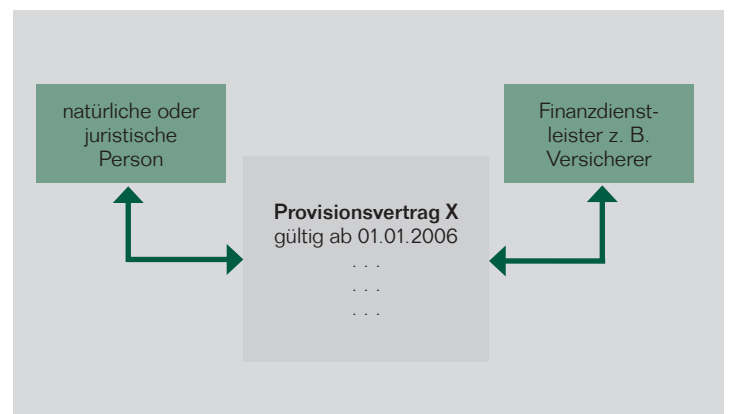 natürliche oder
juristische
Person
Finanzdienst-
leister z. B.
Versicherer
Provisionsvertrag X
gültig ab 01.01.2006
. . .
. . .
. . .